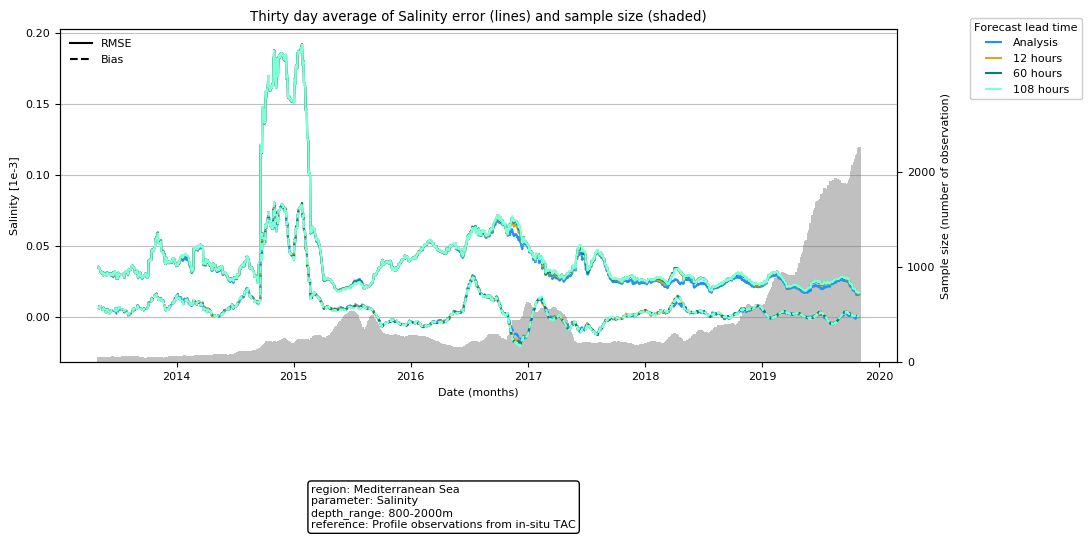 Thirty day average of Salinity error (lines) and sample size (shaded)
Forecast lead time
Analysis
12 hours
60 hours
108 hours
RMSE
Bias
0.20
0.15
0.10
0.05
0.00
Salinity [1e-3]
2000
1000
0
Sample size (number of observation)
2014 2015 2016 2017 2018 2019 2020
Date (months)
region: Mediterranean Sea
parameter: Salinity
depth_range: 800-2000m
reference: Profile observations from in-situ TAC